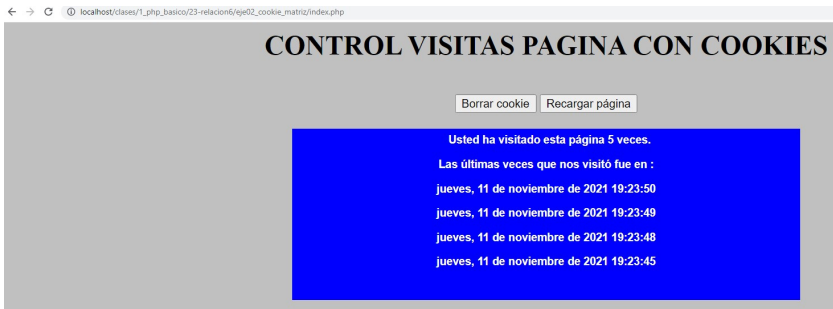 localhost/clases/1_php_basico/23-relacion6/eje02_cookie_matriz/index.php
CONTROL VISITAS PAGINA CON COOKIES
Borrar cookie Recargar página
Usted ha visitado esta página 5 veces.
Las últimas veces que nos visitó fue en :
jueves, 11 de noviembre de 2021 19:23:50
jueves, 11 de noviembre de 2021 19:23:49
jueves, 11 de noviembre de 2021 19:23:48
jueves, 11 de noviembre de 2021 19:23:45